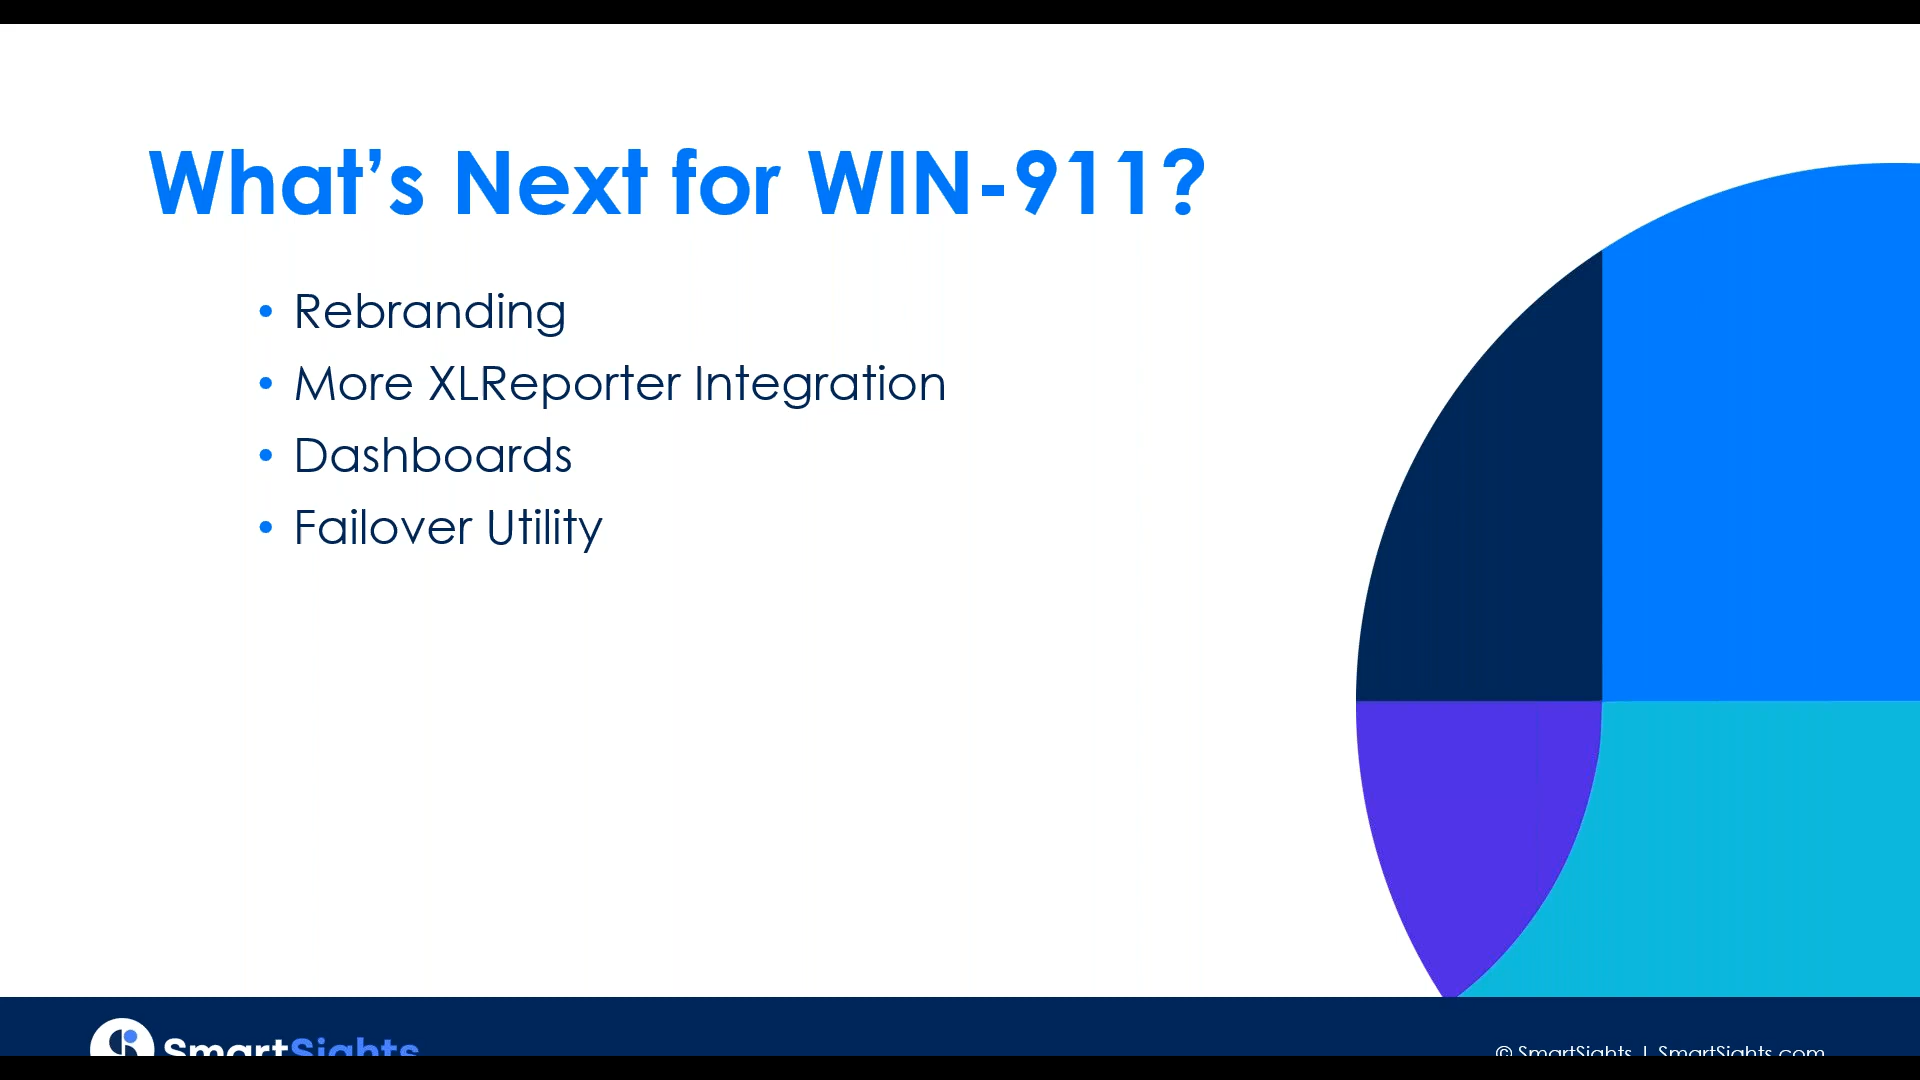 What’s Next for WIN-911?
• Rebranding
• More XLReporter Integration
• Dashboards
• Failover Utility
SmartSights
© SmartSights | SmartSights.com